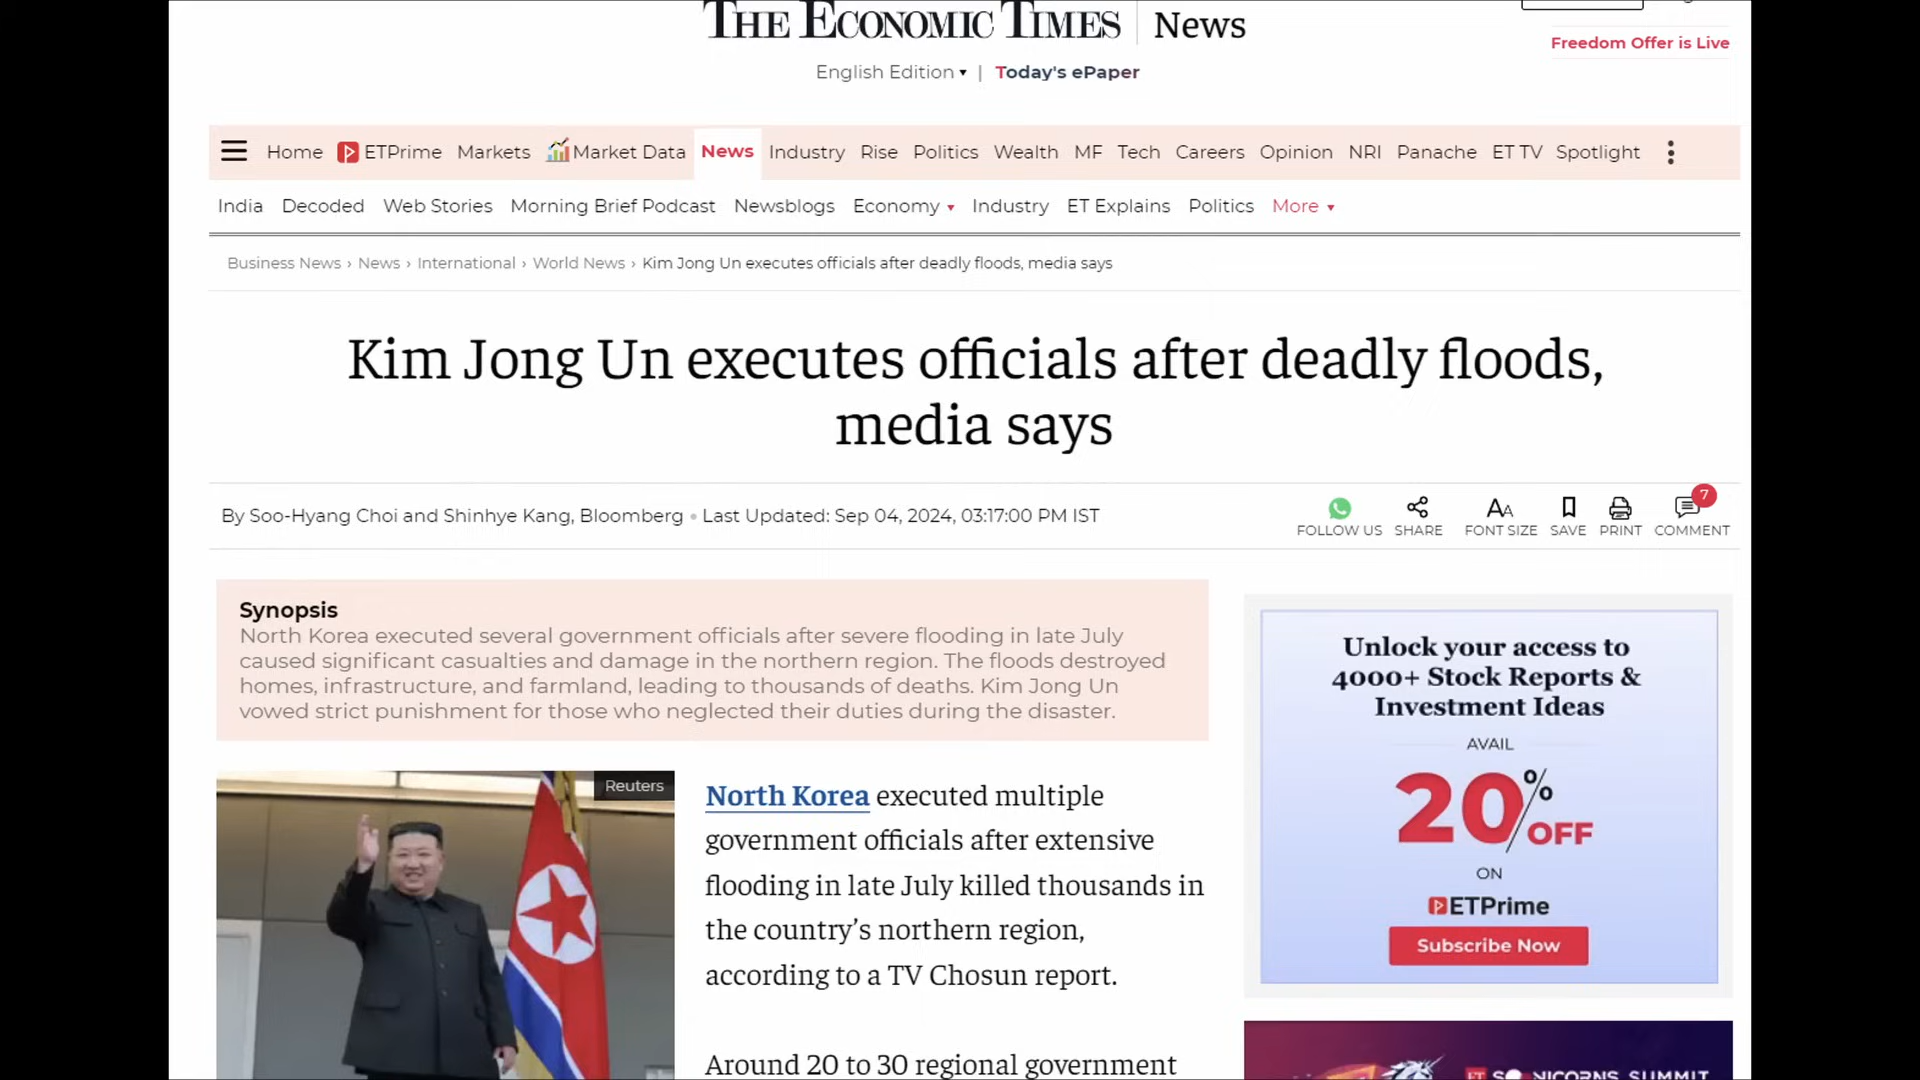 THE ECONOMIC TIMES News
Freedom Offer is Live
English Edition | Today's ePaper
Home ETPrime Markets Market Data News Industry Rise Politics Wealth MF Tech Careers Opinion NRI Panache ET TV Spotlight
India Decoded Web Stories Morning Brief Podcast Newsblogs Economy Industry ET Explains Politics More
Business News › News › International › World News › Kim Jong Un executes officials after deadly floods, media says
Kim Jong Un executes officials after deadly floods,
media says
By Soo-Hyang Choi and Shinhye Kang, Bloomberg • Last Updated: Sep 04, 2024, 03:17:00 PM IST
7
FOLLOW US SHARE FONT SIZE SAVE PRINT COMMENT
Synopsis
North Korea executed several government officials after severe flooding in late July
caused significant casualties and damage in the northern region. The floods destroyed
homes, infrastructure, and farmland, leading to thousands of deaths. Kim Jong Un
vowed strict punishment for those who neglected their duties during the disaster.
Reuters
North Korea executed multiple
government officials after extensive
flooding in late July killed thousands in
the country’s northern region,
according to a TV Chosun report.
Around 20 to 30 regional government
Unlock your access to
4000+ Stock Reports &
Investment Ideas
AVAIL
20% OFF
ON
ETPrime
Subscribe Now
ET SOONICORNS SUMMIT